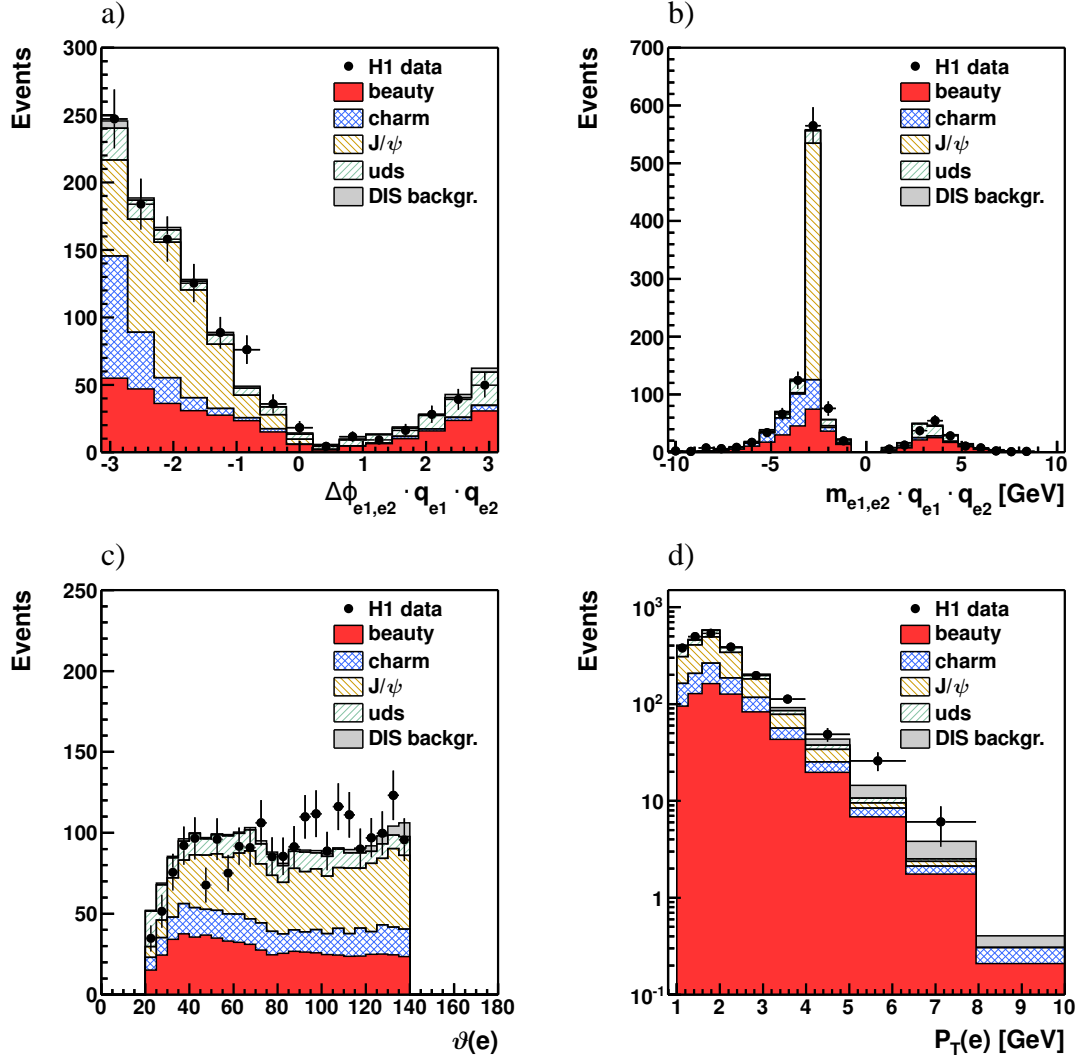 a)
Events
300
250
200
150
100
50
0
H1 data
beauty
charm
J/ψ
uds
DIS backgr.
-3 -2 -1 0 1 2 3
Δϕe1,e2 · qe1 · qe2
b)
Events
700
600
500
400
300
200
100
0
H1 data
beauty
charm
J/ψ
uds
DIS backgr.
-10 -5 0 5 10
me1,e2 · qe1 · qe2 [GeV]
c)
Events
250
200
150
100
50
0
H1 data
beauty
charm
J/ψ
uds
DIS backgr.
0 20 40 60 80 100 120 140 160 180
ϑ(e)
d)
Events
10³
10²
10
1
10⁻¹
H1 data
beauty
charm
J/ψ
uds
DIS backgr.
1 2 3 4 5 6 7 8 9 10
PT(e) [GeV]